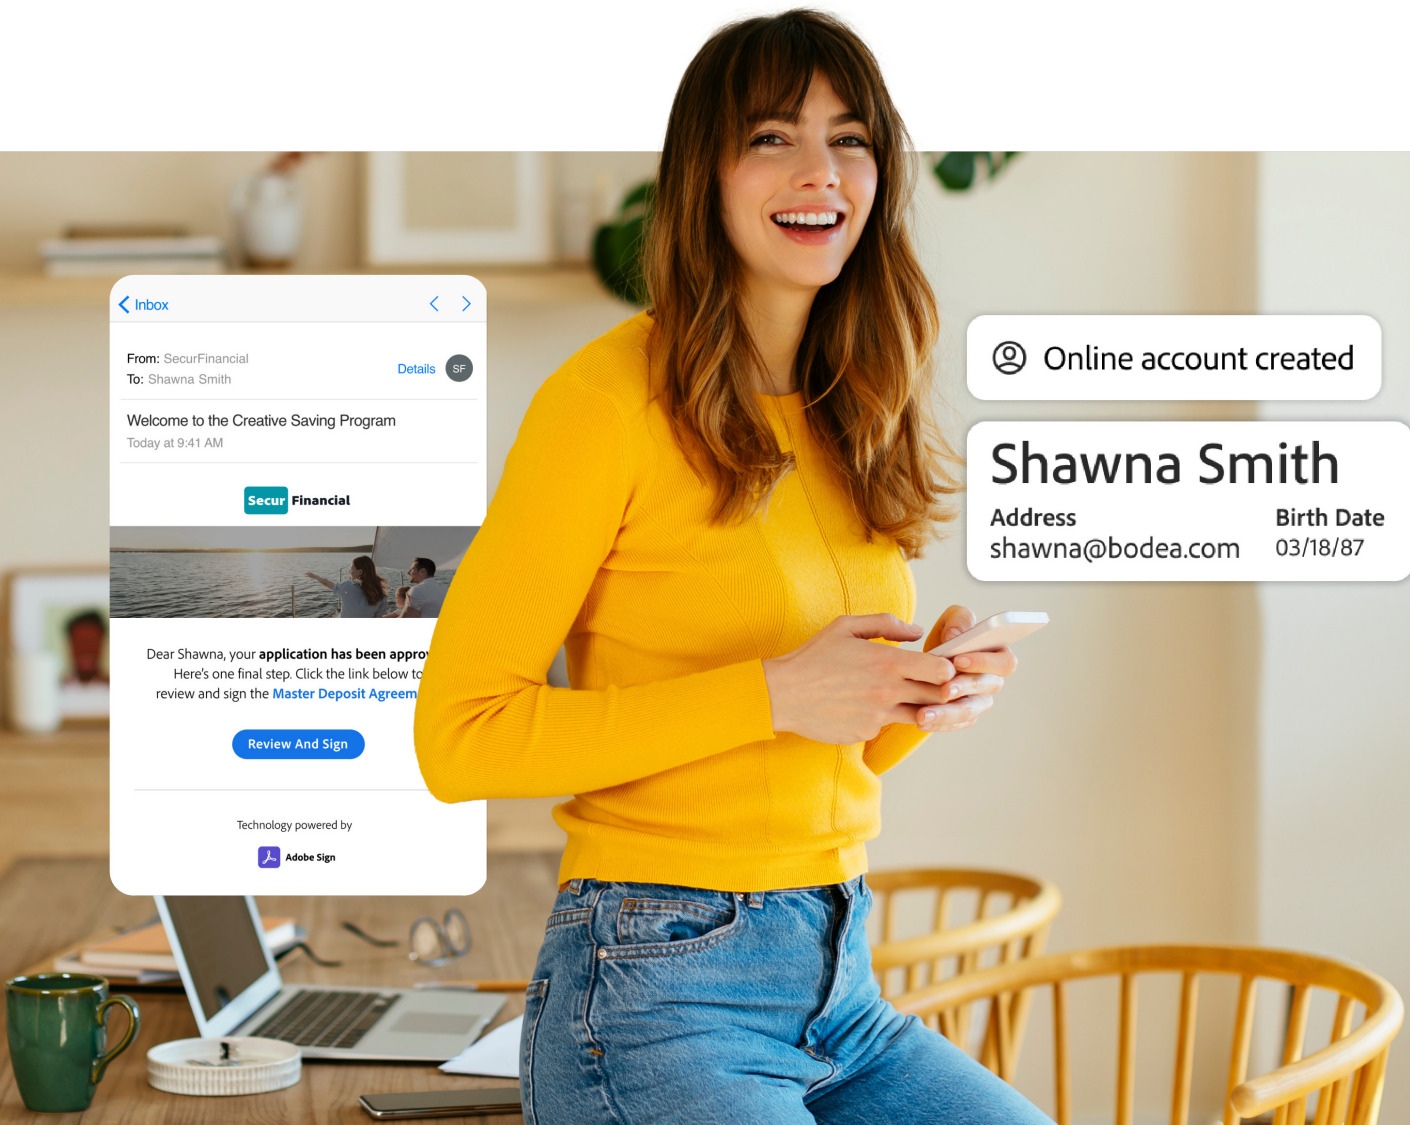 Inbox
From: SecurFinancial
To: Shawna Smith
Details
SF
Welcome to the Creative Saving Program
Today at 9:41 AM
Secur Financial
Dear Shawna, your application has been
Here's one final step. Click the link below to
review and sign the Master Deposit
Review And Sign
Technology powered by
Adobe Sign
Online account created
Shawna Smith
Address
shawna@bodea.com
Birth Date
03/18/87